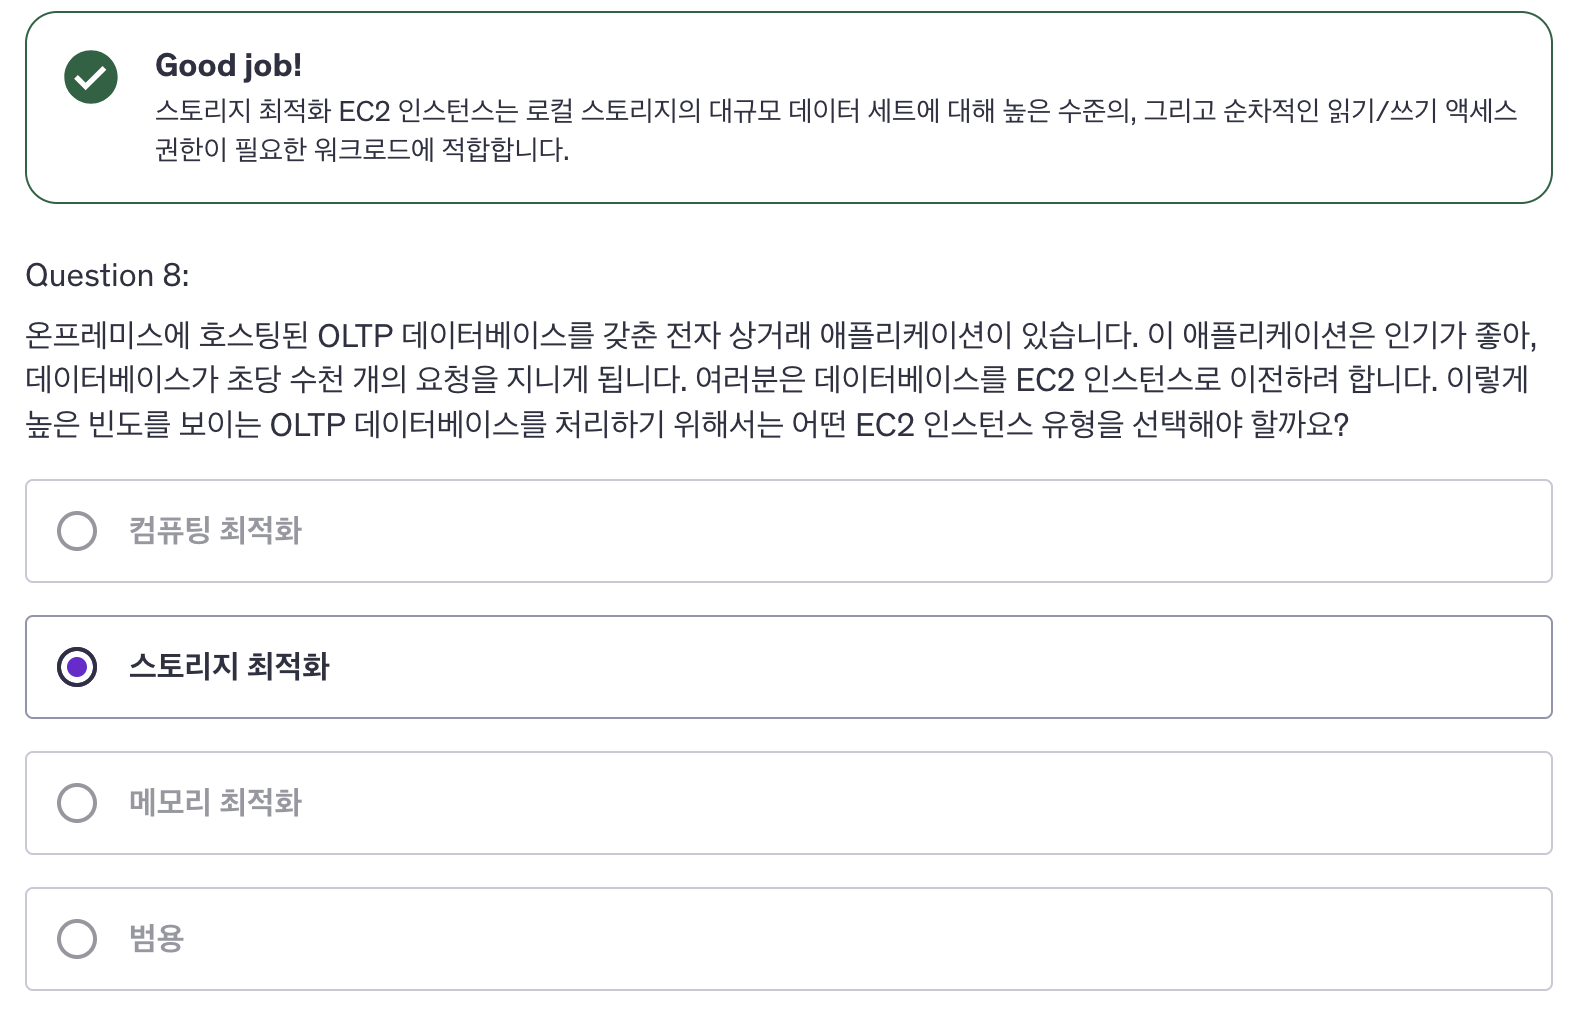 Good job!
스토리지 최적화 EC2 인스턴스는 로컬 스토리지의 대규모 데이터 세트에 대해 높은 수준의, 그리고 순차적인 읽기/쓰기 액세스
권한이 필요한 워크로드에 적합합니다.
Question 8:
온프레미스에 호스팅된 OLTP 데이터베이스를 갖춘 전자 상거래 애플리케이션이 있습니다. 이 애플리케이션은 인기가 좋아,
데이터베이스가 초당 수천 개의 요청을 지니게 됩니다. 여러분은 데이터베이스를 EC2 인스턴스로 이전하려 합니다. 이렇게
높은 빈도를 보이는 OLTP 데이터베이스를 처리하기 위해서는 어떤 EC2 인스턴스 유형을 선택해야 할까요?
컴퓨팅 최적화
스토리지 최적화
메모리 최적화
범용